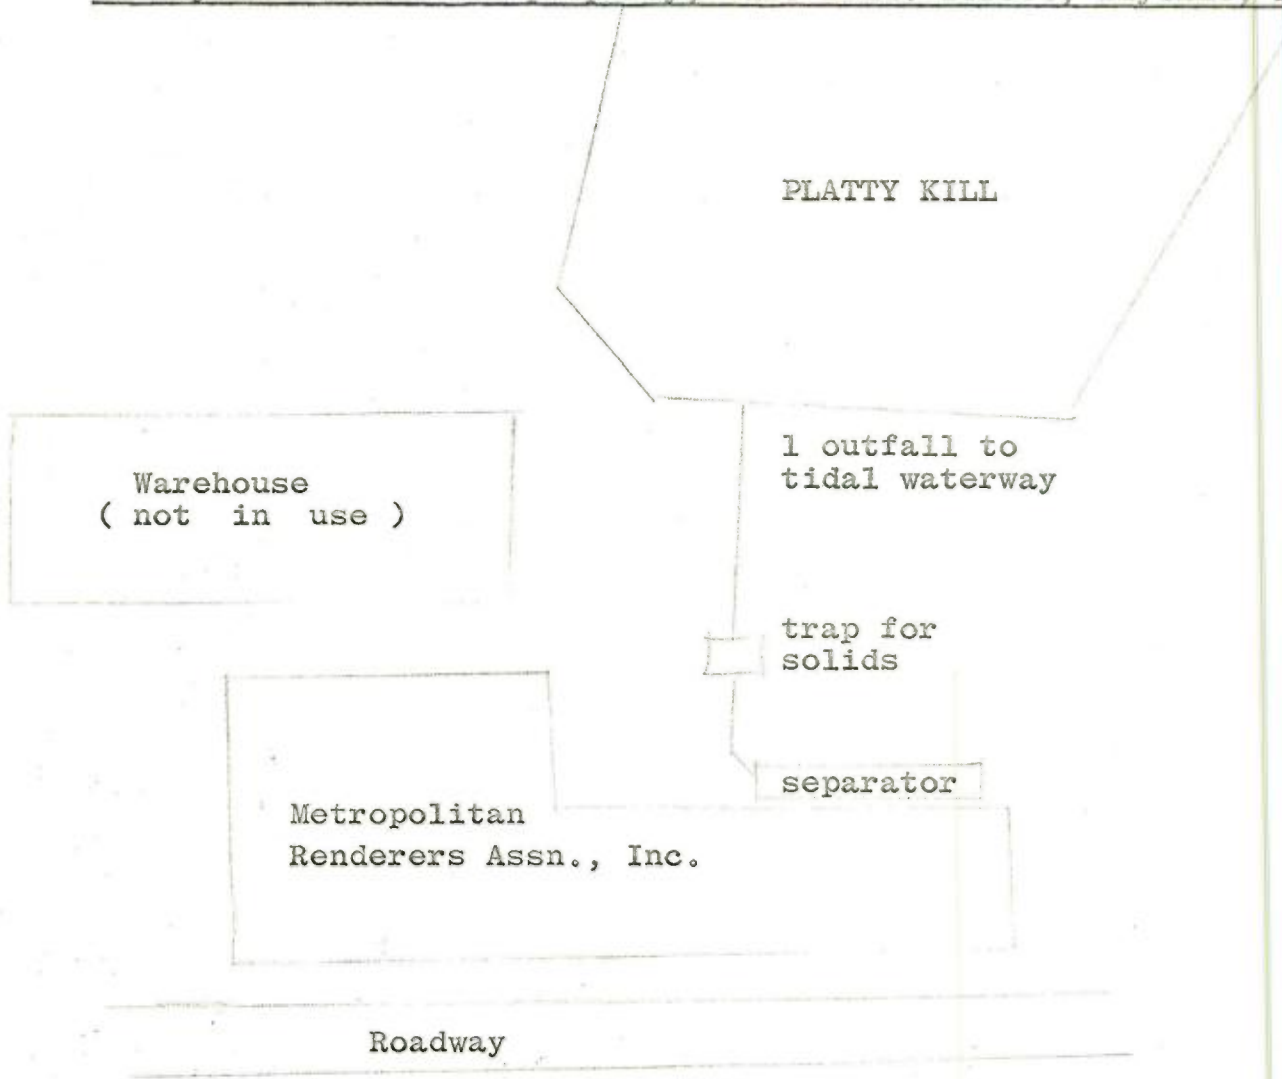 PLATTY KILL
1 outfall to
tidal waterway
Warehouse
( not in use )
trap for
solids
separator
Metropolitan
Renderers Assn., Inc.
Roadway